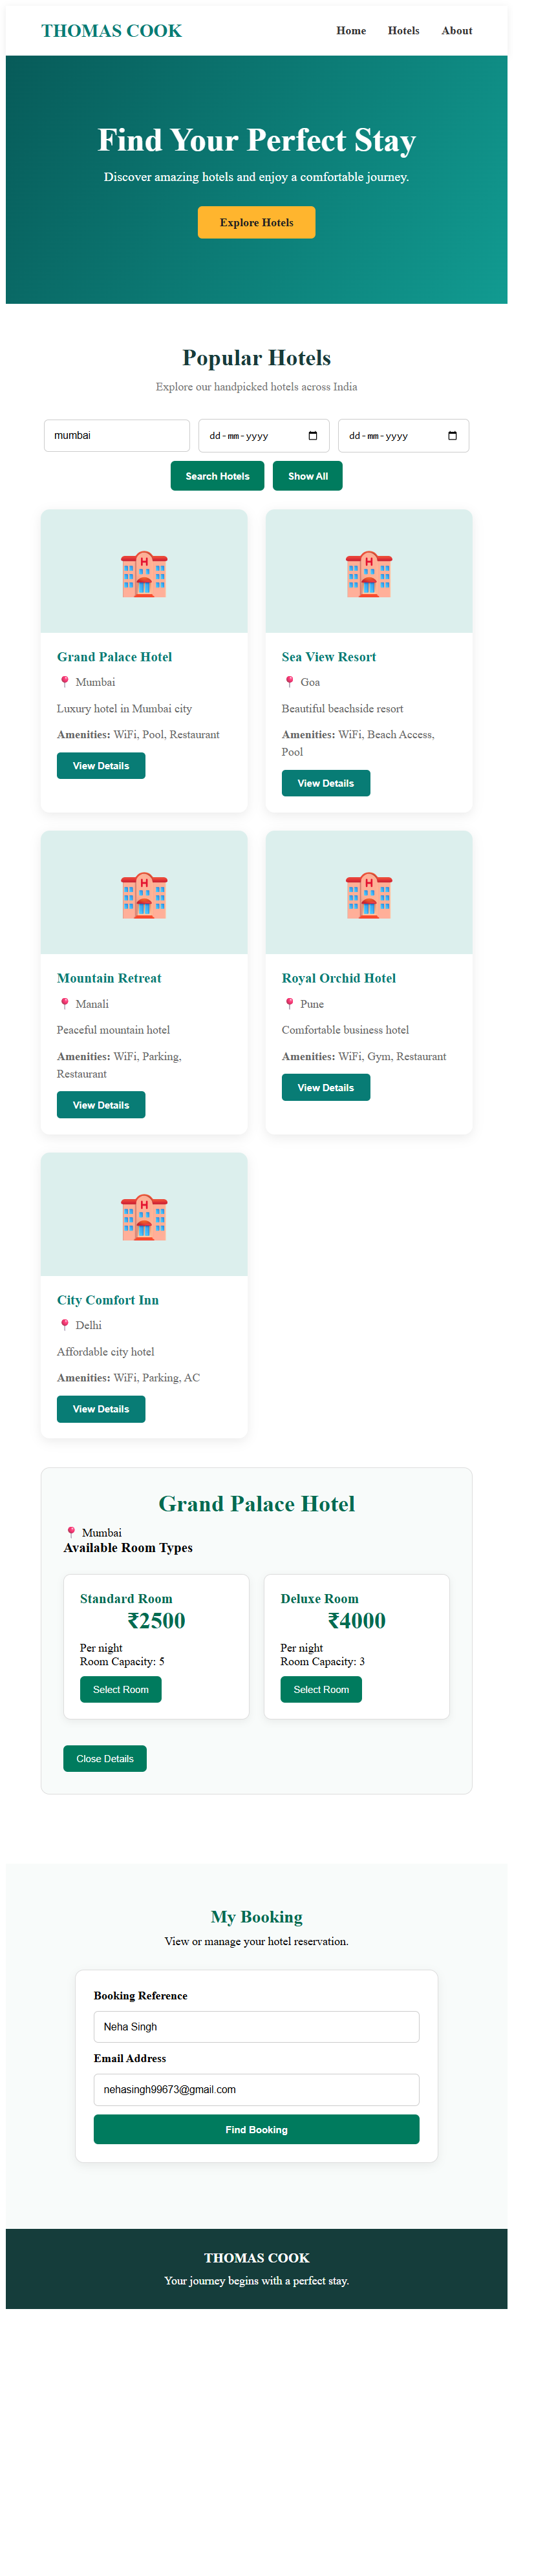 THOMAS COOK
Home Hotels About
Find Your Perfect Stay
Discover amazing hotels and enjoy a comfortable journey.
Explore Hotels
Popular Hotels
Explore our handpicked hotels across India
mumbai dd-mm-yyyy dd-mm-yyyy
Search Hotels Show All
H
Grand Palace Hotel
Mumbai
Luxury hotel in Mumbai city
Amenities: WiFi, Pool, Restaurant
View Details
H
Sea View Resort
Goa
Beautiful beachside resort
Amenities: WiFi, Beach Access,
Pool
View Details
H
Mountain Retreat
Manali
Peaceful mountain hotel
Amenities: WiFi, Parking,
Restaurant
View Details
H
Royal Orchid Hotel
Pune
Comfortable business hotel
Amenities: WiFi, Gym, Restaurant
View Details
H
City Comfort Inn
Delhi
Affordable city hotel
Amenities: WiFi, Parking, AC
View Details
Grand Palace Hotel
Mumbai
Available Room Types
Standard Room
₹2500
Per night
Room Capacity: 5
Select Room
Deluxe Room
₹4000
Per night
Room Capacity: 3
Select Room
Close Details
My Booking
View or manage your hotel reservation.
Booking Reference
Neha Singh
Email Address
nehasingh99673@gmail.com
Find Booking
THOMAS COOK
Your journey begins with a perfect stay.